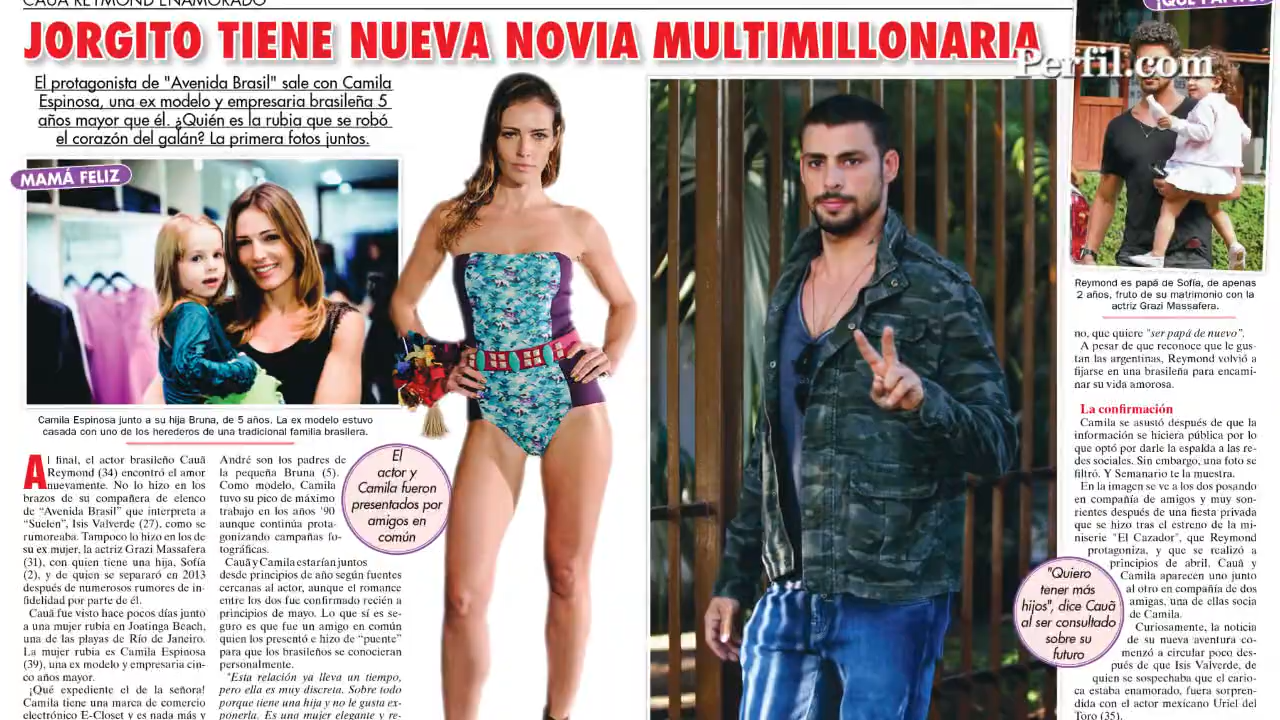 CAUÃ REYMOND ENAMORADO
JORGITO TIENE NUEVA NOVIA MULTIMILLONARIA
Perfil.com
El protagonista de "Avenida Brasil" sale con Camila
Espinosa, una ex modelo y empresaria brasileña 5
años mayor que él. ¿Quién es la rubia que se robó
el corazón del galán? La primera fotos juntos.
MAMÁ FELIZ
Camila Espinosa junto a su hija Bruna, de 5 años. La ex modelo estuvo
casada con uno de los herederos de una tradicional familia brasilera.
Al final, el actor brasileño Cauã
Reymond (34) encontró el amor
nuevamente. No lo hizo en los
brazos de su compañera de elenco
de “Avenida Brasil” que interpreta a
“Suelen”, Isis Valverde (27), como se
rumoreaba. Tampoco lo hizo en los de
su ex mujer, la actriz Grazi Massafera
(31), con quien tiene una hija, Sofía
(2), y de quien se separaró en 2013
después de numerosos rumores de in-
fidelidad por parte de él.
Cauã fue visto hace pocos días junto
a una mujer rubia en Joatinga Beach,
una de las playas de Río de Janeiro.
La mujer rubia es Camila Espinosa
(39), una ex modelo y empresaria cin-
co años mayor.
¡Qué expediente el de la señora!
Camila tiene una marca de comercio
electrónico E-Closet y es nada más y
André son los padres de
la pequeña Bruna (5).
Como modelo, Camila
tuvo su pico de máximo
trabajo en los años '90
aunque continúa prota-
gonizando campañas fo-
tográficas.
Cauã y Camila estarían juntos
desde principios de año según fuentes
cercanas al actor, aunque el romance
entre los dos fue confirmado recién a
principios de mayo. Lo que sí es se-
guro es que fue un amigo en común
quien los presentó e hizo de “puente”
para que los brasileños se conocieran
personalmente.
"Esta relación ya lleva un tiempo,
pero ella es muy discreta. Sobre todo
porque tiene una hija y no le gusta ex-
ponerla. Es una mujer elegante y re-
El
actor y
Camila fueron
presentados por
amigos en
común
Reymond es papá de Sofía, de apenas
2 años, fruto de su matrimonio con la
actriz Grazi Massafera.
no, que quiere "ser papá de nuevo".
A pesar de que reconoce que le gus-
tan las argentinas, Reymond volvió a
fijarse en una brasileña para encami-
nar su vida amorosa.
La confirmación
Camila se asustó después de que la
información se hiciera pública por lo
que optó por darle la espalda a las re-
des sociales. Sin embargo, una foto se
filtró. Y Semanario te la muestra.
En la imagen se ve a los dos posando
en compañía de amigos y muy son-
rientes después de una fiesta privada
que se hizo tras el estreno de la mi-
niserie "El Cazador", que Reymond
protagoniza, y que se realizó a
principios de abril. Cauã y
Camila aparecen uno junto
al otro en compañía de dos
amigas, una de ellas socia
de Camila.
Curiosamente, la noticia
de su nueva aventura co-
menzó a circular poco des-
pués de que Isis Valverde, de
quien se sospechaba que el cario-
ca estaba enamorado, fuera sorpren-
dida con el actor mexicano Uriel del
Toro (35).
"Quiero
tener más
hijos", dice Cauã
al ser consultado
sobre su
futuro